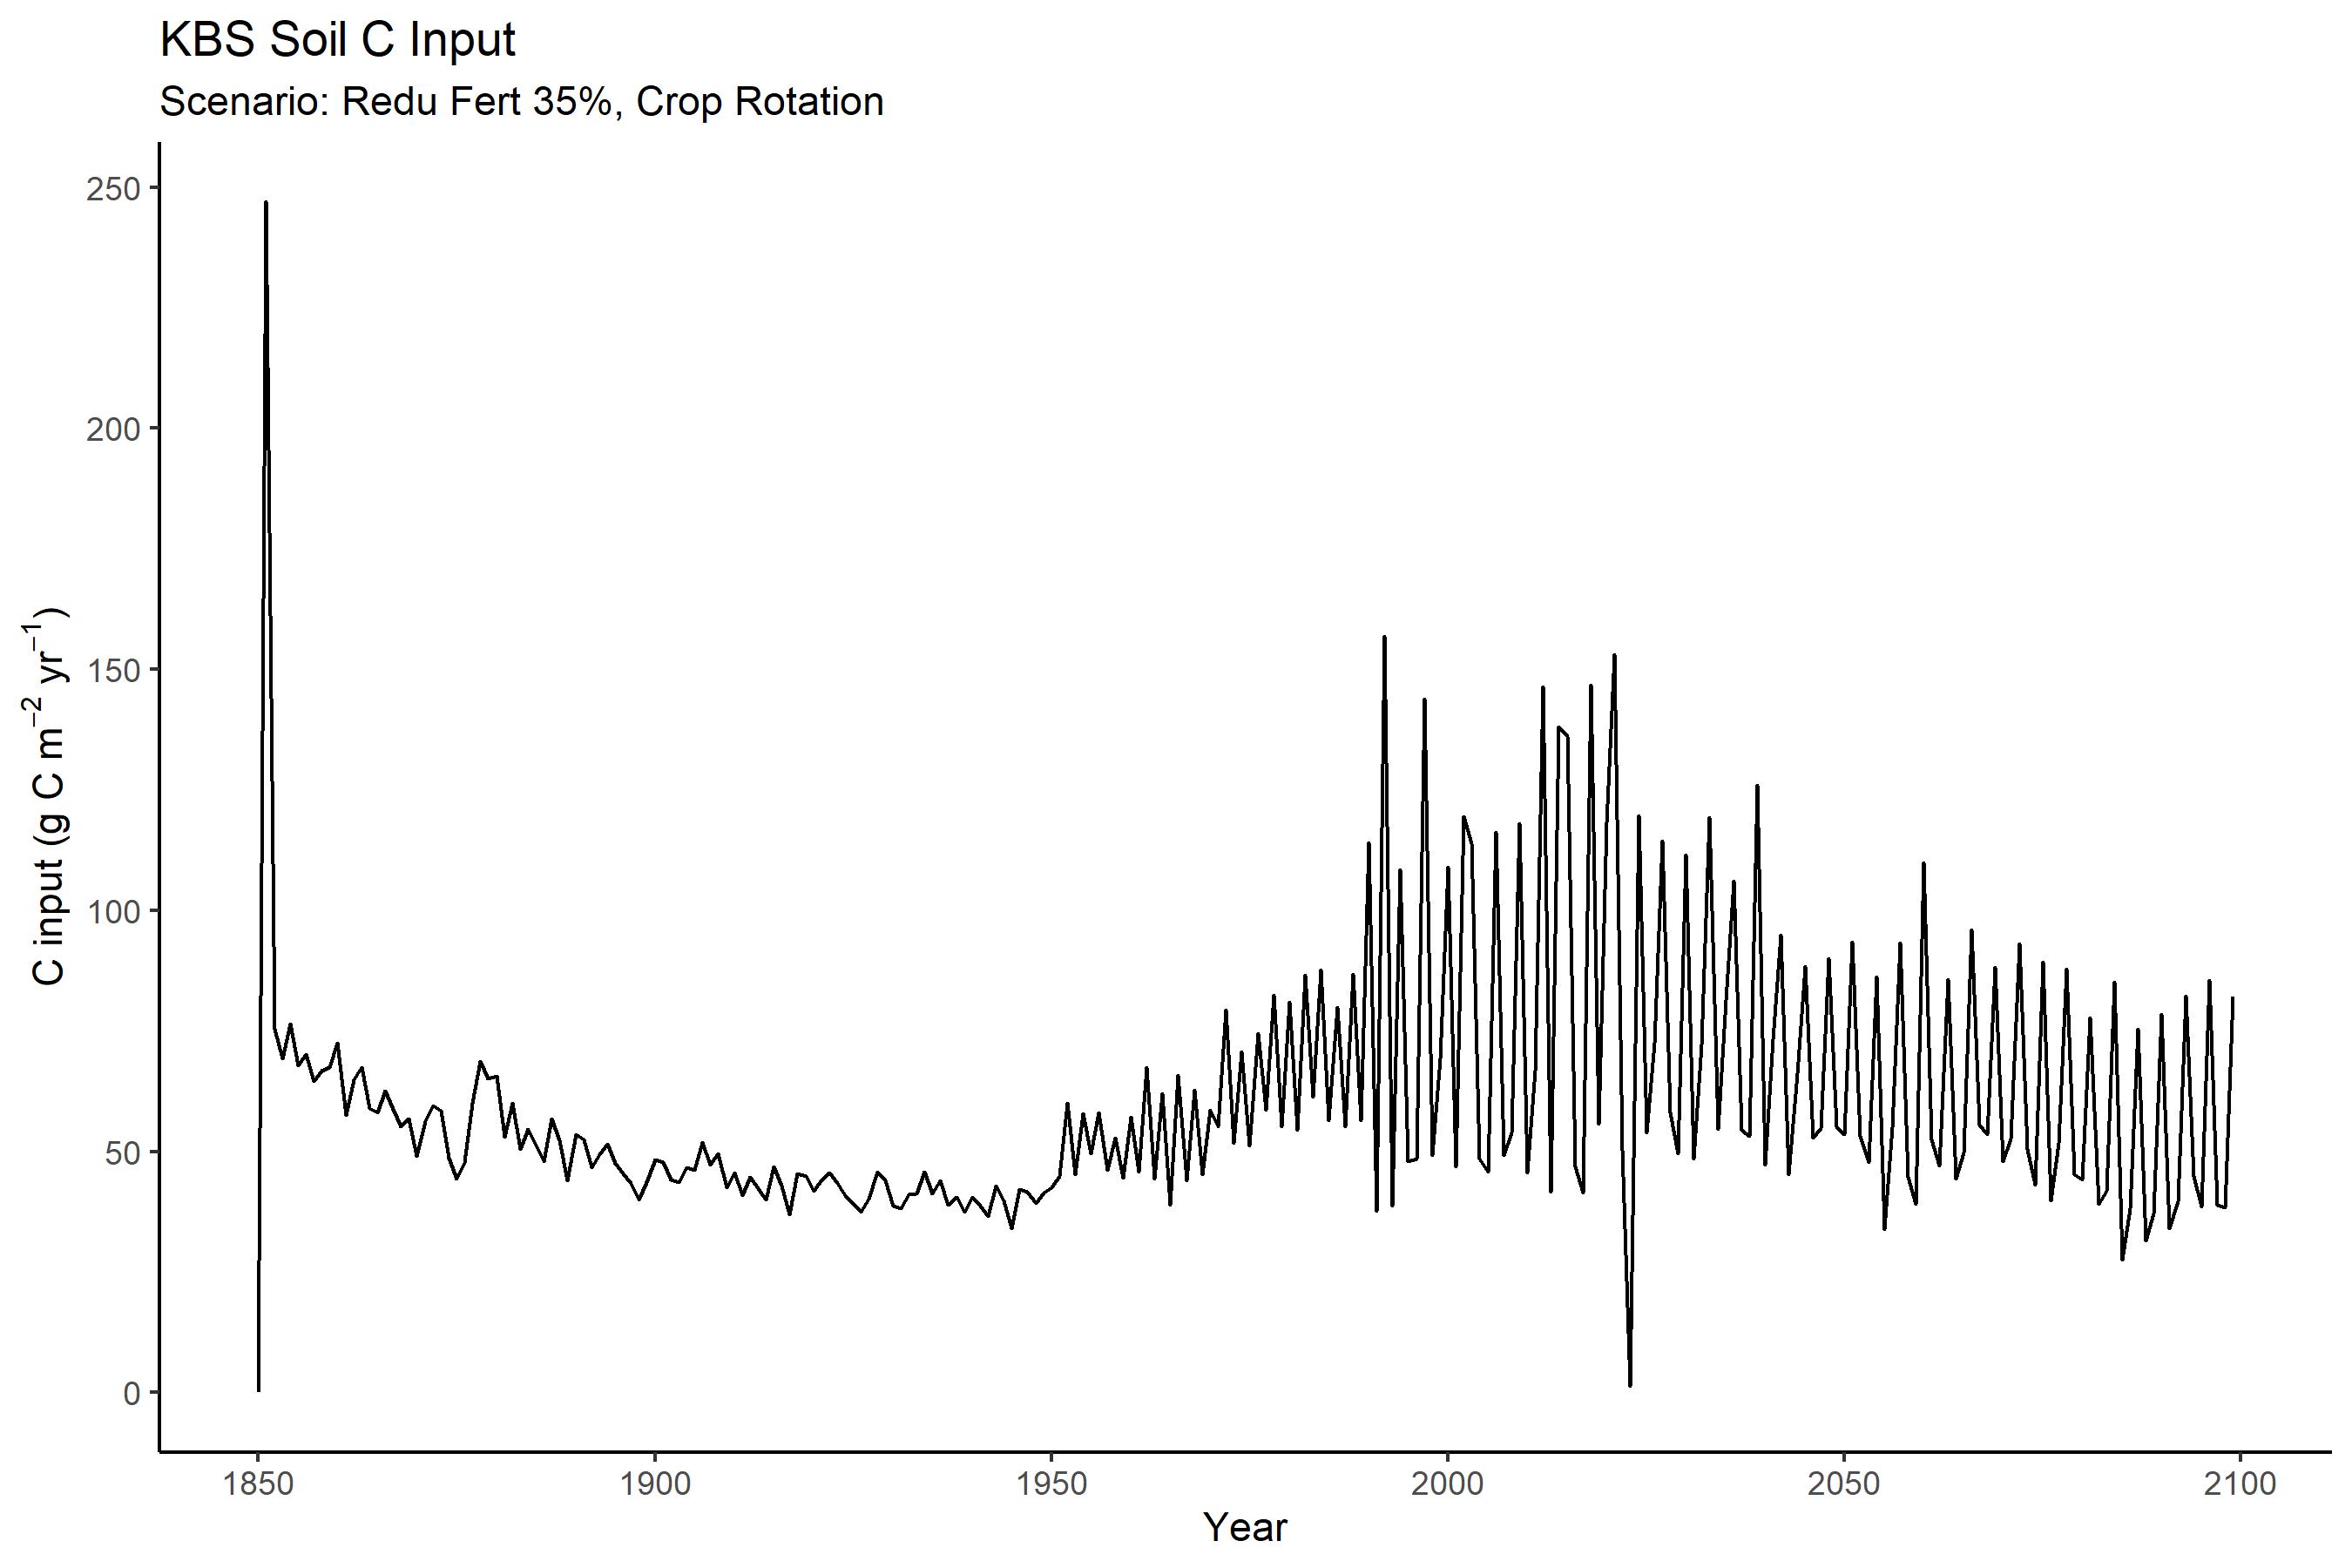 KBS Soil C Input
Scenario: Redu Fert 35%, Crop Rotation
C input (g C m⁻² yr⁻¹)
250
200
150
100
50
0
1850 1900 1950 2000 2050 2100
Year